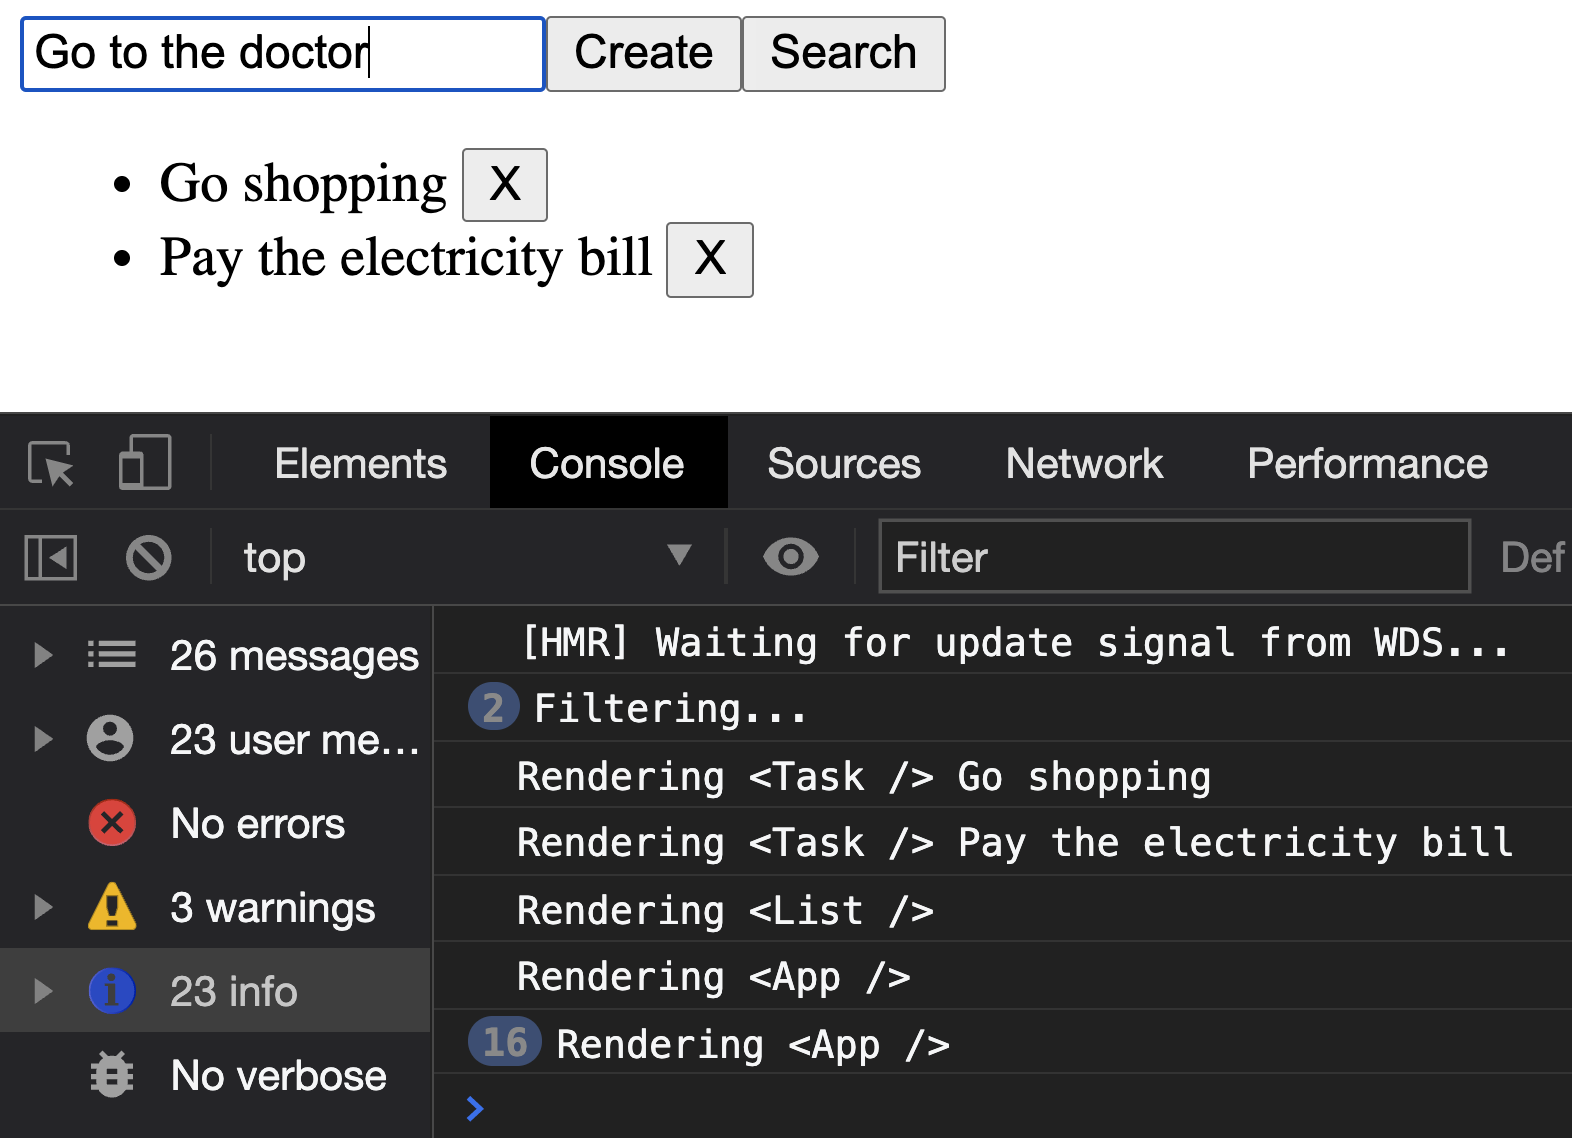 Go to the doctor Create Search
• Go shopping X
• Pay the electricity bill X
Elements Console Sources Network Performance
top Filter Def
26 messages
23 user me...
No errors
3 warnings
23 info
No verbose
[HMR] Waiting for update signal from WDS...
2 Filtering...
Rendering <Task /> Go shopping
Rendering <Task /> Pay the electricity bill
Rendering <List />
Rendering <App />
16 Rendering <App />